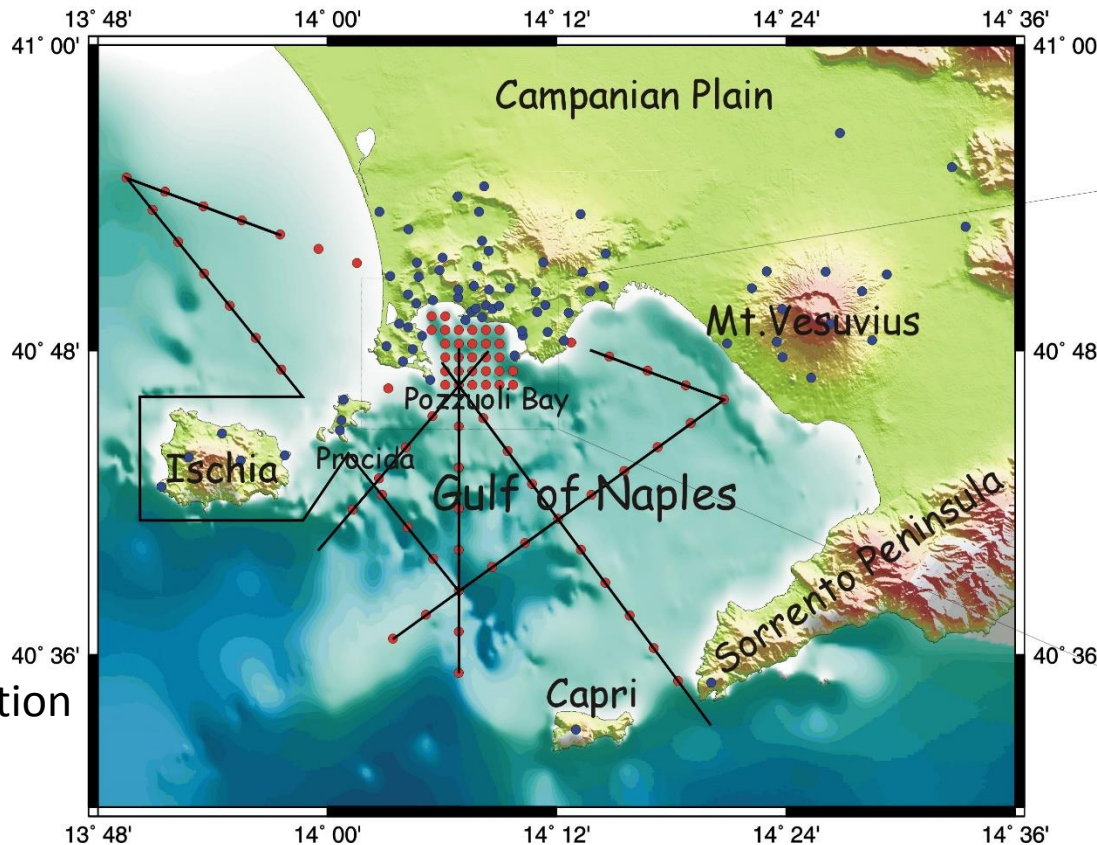 13˚ 48' 14˚ 00' 14˚ 12' 14˚ 24' 14˚ 36'
41˚ 00' 41˚ 00'
Campanian Plain
Mt.Vesuvius
40˚ 48' 40˚ 48'
Pozzuoli Bay
Procida
Ischia
Gulf of Naples
Sorrento Peninsula
40˚ 36' 40˚ 36'
Capri
tion
13˚ 48' 14˚ 00' 14˚ 12' 14˚ 24' 14˚ 36'